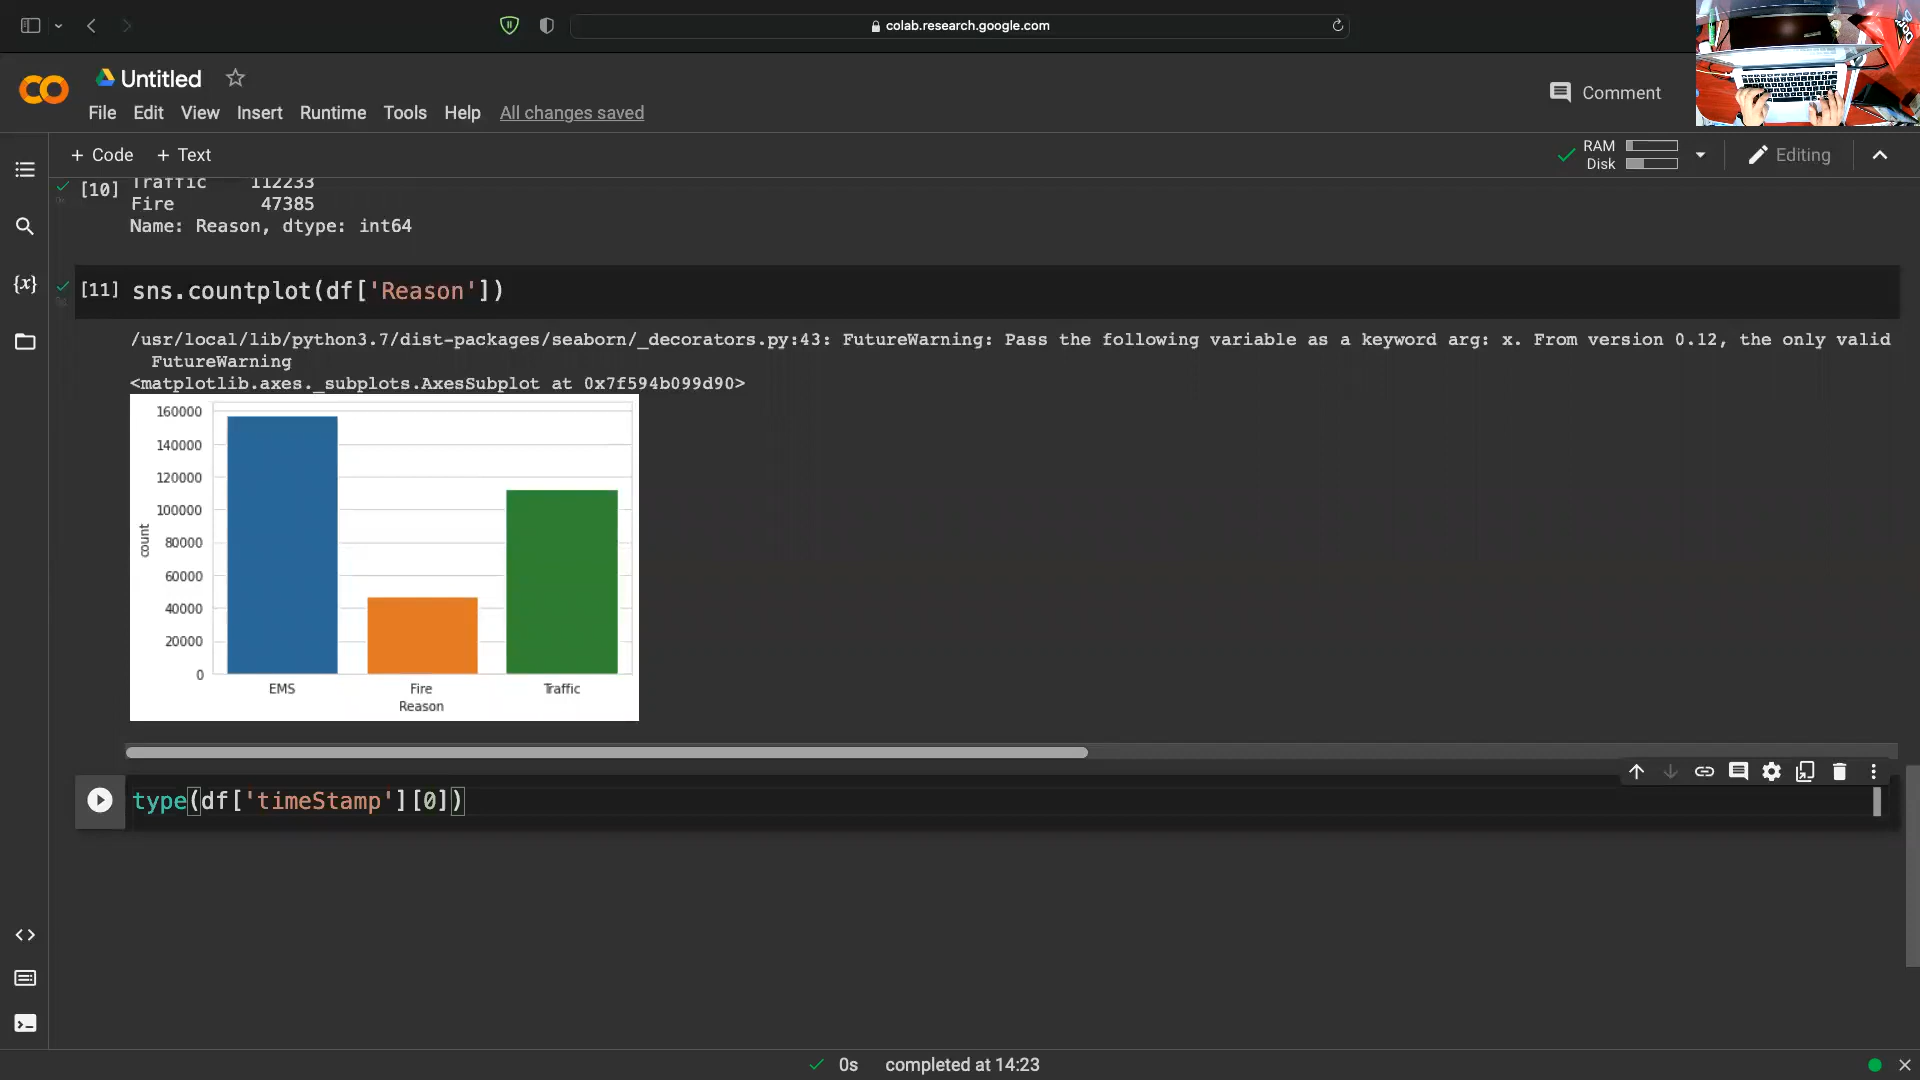 colab.research.google.com
Untitled
Comment
File Edit View Insert Runtime Tools Help All changes saved
+ Code + Text
RAM
Disk
Editing
[10] Traffic 112233
Fire 47385
Name: Reason, dtype: int64
{x}
[11] sns.countplot(df['Reason'])
/usr/local/lib/python3.7/dist-packages/seaborn/_decorators.py:43: FutureWarning: Pass the following variable as a keyword arg: x. From version 0.12, the only valid
FutureWarning
<matplotlib.axes._subplots.AxesSubplot at 0x7f594b099d90>
160000
140000
120000
100000
80000
60000
40000
20000
0
count
EMS Fire Traffic
Reason
type(df['timeStamp'][0])
0s completed at 14:23